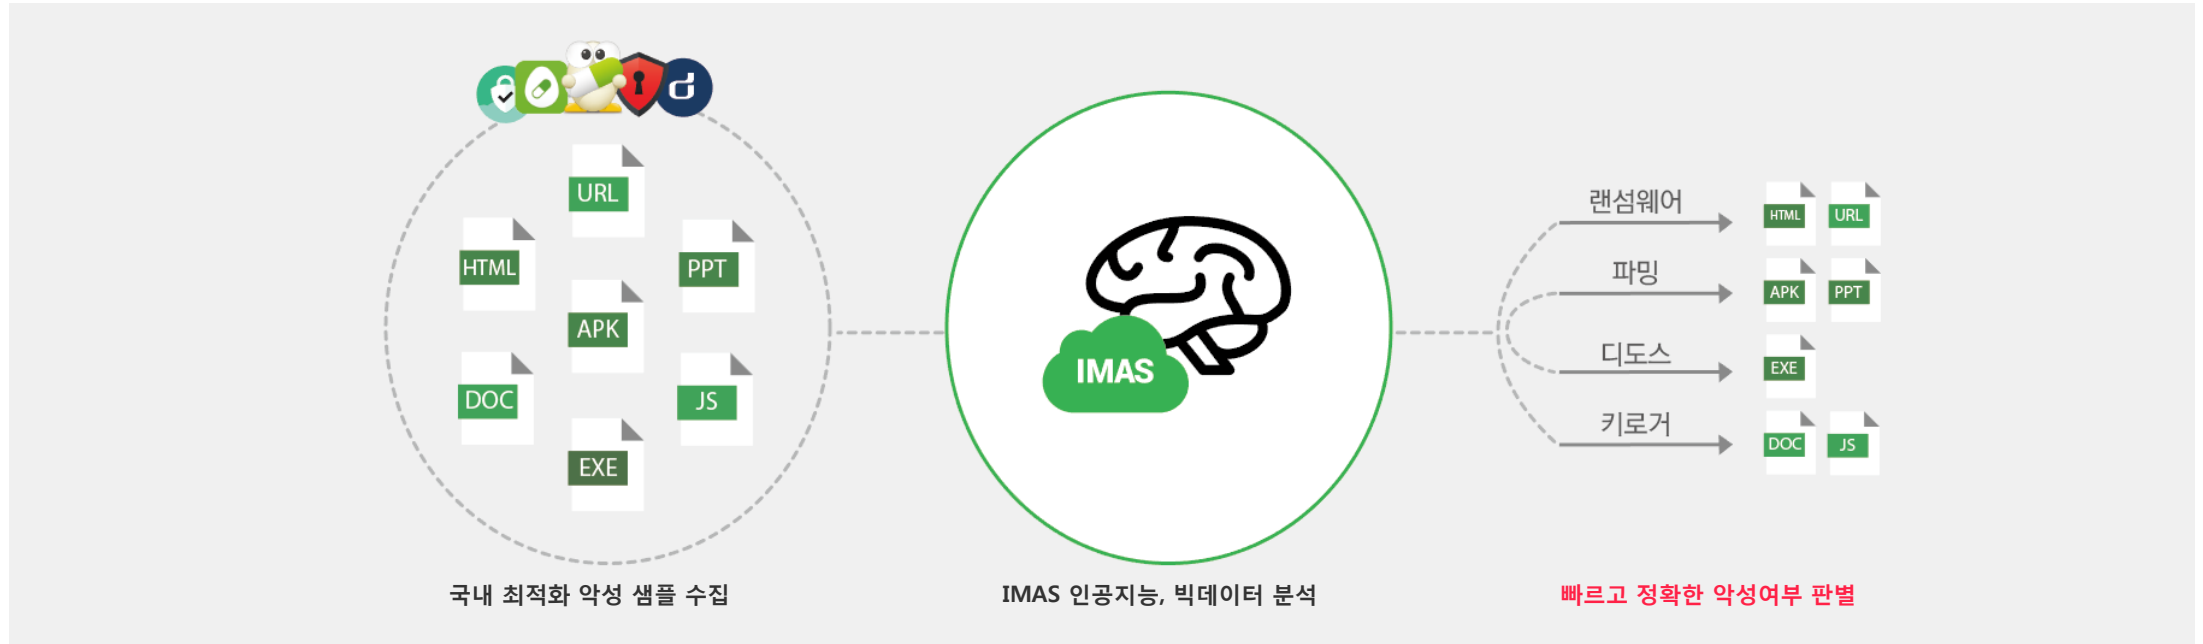 URL
HTML
PPT
APK
DOC
JS
EXE
국내 최적화 악성 샘플 수집
IMAS
IMAS 인공지능, 빅데이터 분석
랜섬웨어
HTML URL
파밍
APK PPT
디도스
EXE
키로거
DOC JS
빠르고 정확한 악성여부 판별